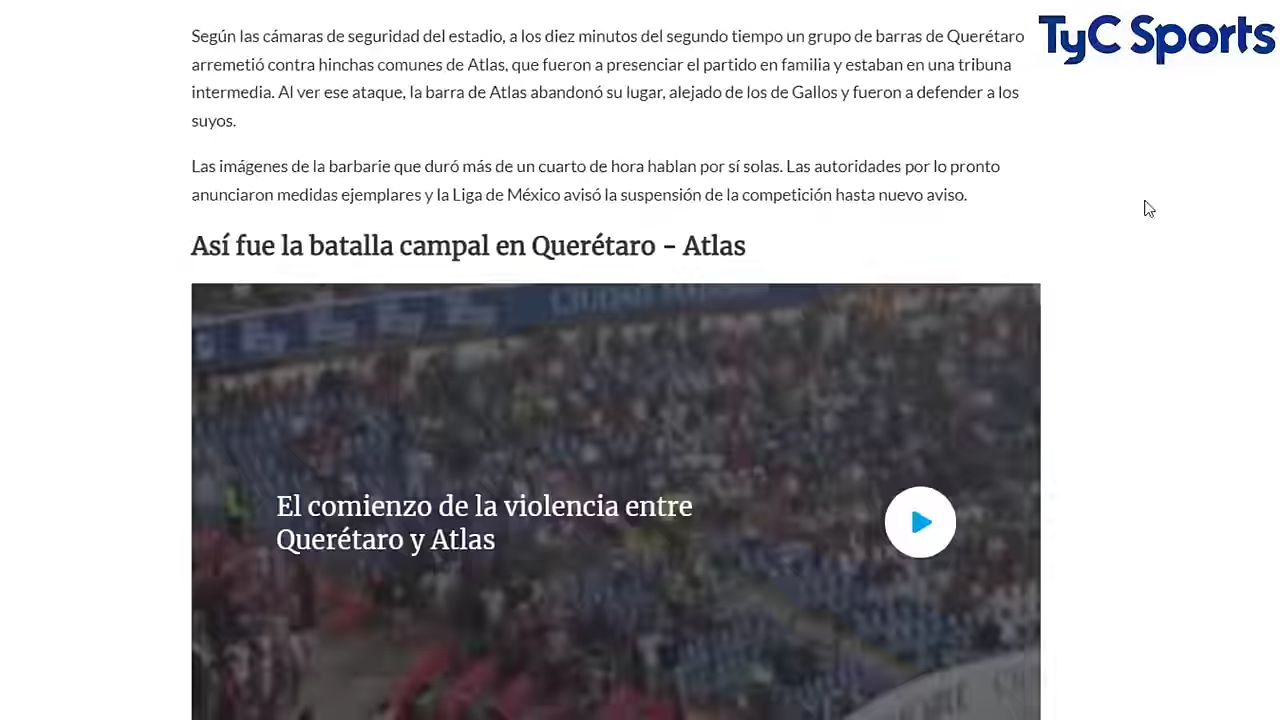 TyC Sports
Según las cámaras de seguridad del estadio, a los diez minutos del segundo tiempo un grupo de barras de Querétaro
arremetió contra hinchas comunes de Atlas, que fueron a presenciar el partido en familia y estaban en una tribuna
intermedia. Al ver ese ataque, la barra de Atlas abandonó su lugar, alejado de los de Gallos y fueron a defender a los
suyos.
Las imágenes de la barbarie que duró más de un cuarto de hora hablan por sí solas. Las autoridades por lo pronto
anunciaron medidas ejemplares y la Liga de México avisó la suspensión de la competición hasta nuevo aviso.
Así fue la batalla campal en Querétaro - Atlas
El comienzo de la violencia entre
Querétaro y Atlas